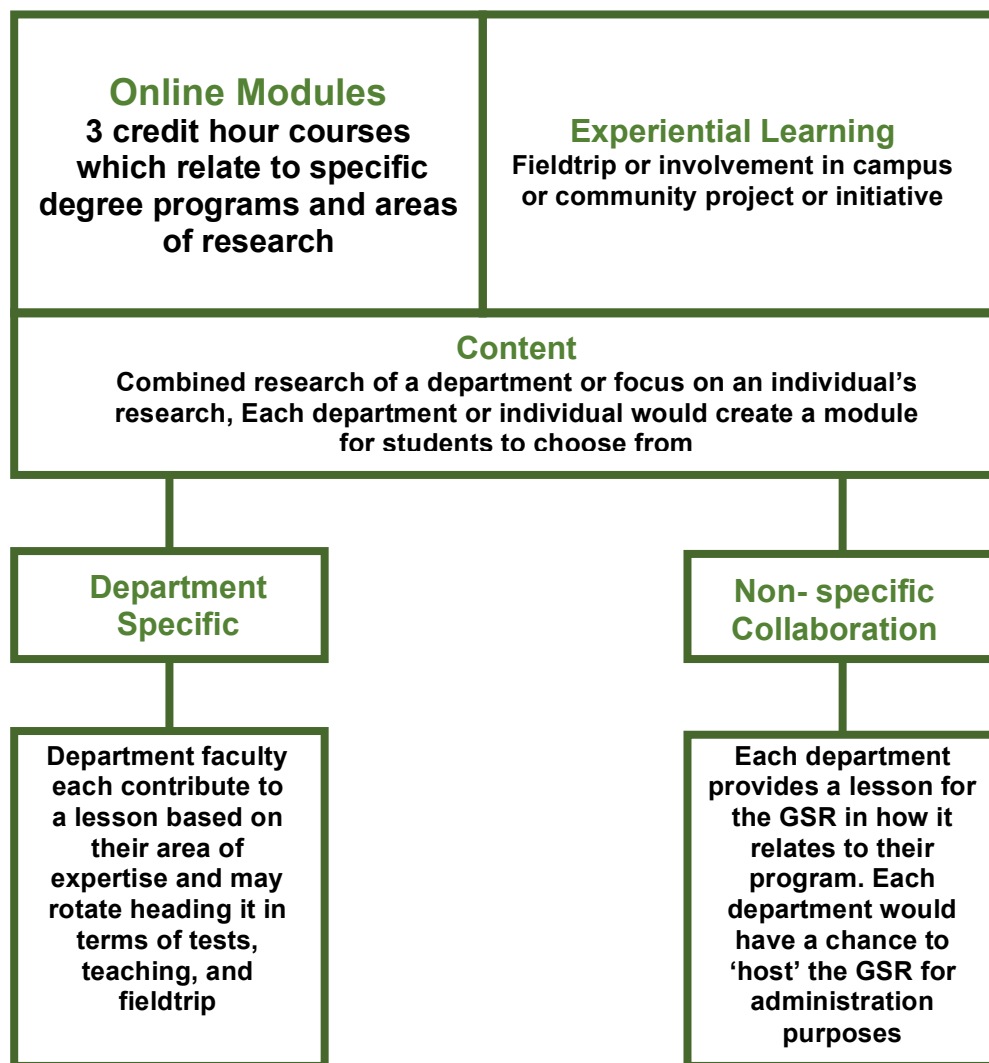 Online Modules
3 credit hour courses
which relate to specific
degree programs and areas
of research
Experiential Learning
Fieldtrip or involvement in campus
or community project or initiative
Content
Combined research of a department or focus on an individual’s
research, Each department or individual would create a module
for students to choose from
Department
Specific
Non- specific
Collaboration
Department faculty
each contribute to
a lesson based on
their area of
expertise and may
rotate heading it in
terms of tests,
teaching, and
fieldtrip
Each department
provides a lesson for
the GSR in how it
relates to their
program. Each
department would
have a chance to
‘host’ the GSR for
administration
purposes